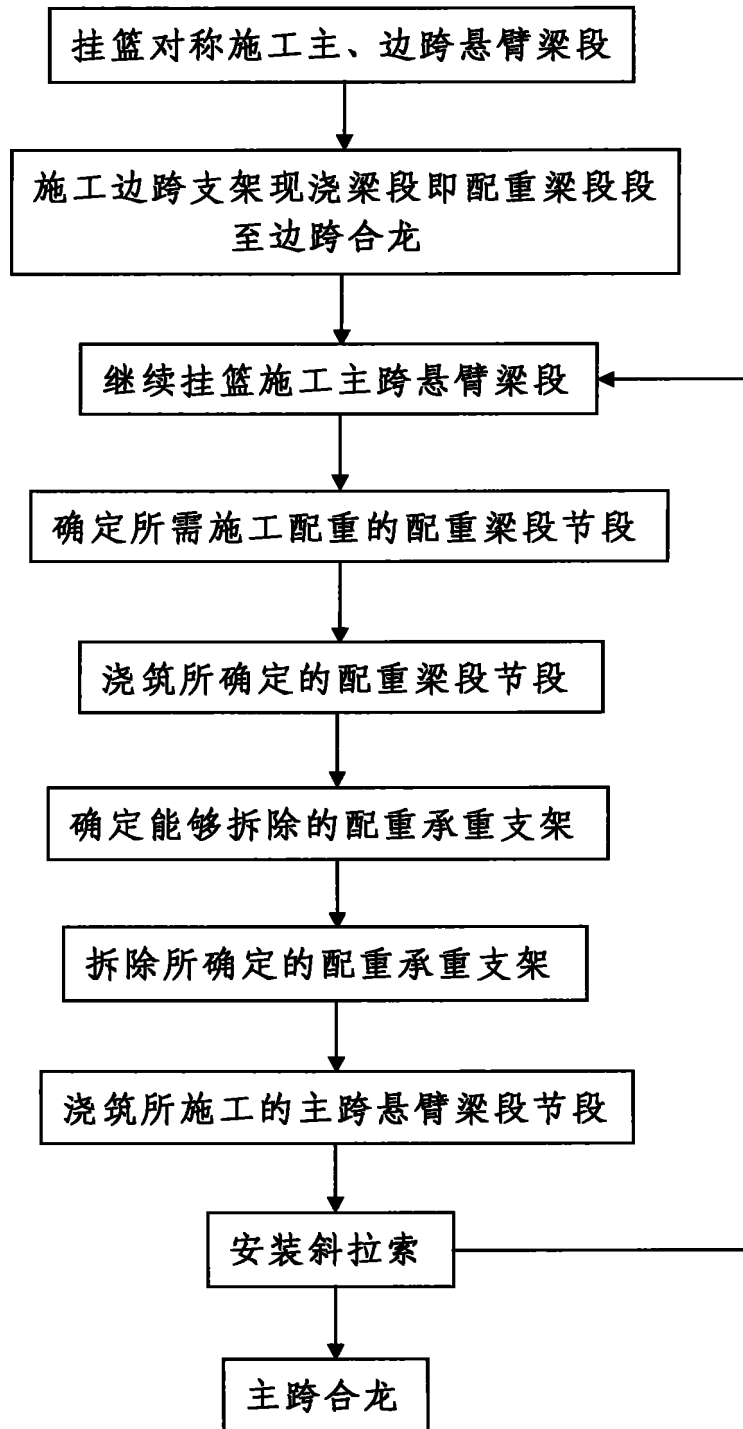 挂篮对称施工主、边跨悬臂梁段
施工边跨支架现浇梁段即配重梁段段
至边跨合龙
继续挂篮施工主跨悬臂梁段
确定所需施工配重的配重梁段节段
浇筑所确定的配重梁段节段
确定能够拆除的配重承重支架
拆除所确定的配重承重支架
浇筑所施工的主跨悬臂梁段节段
安装斜拉索
主跨合龙